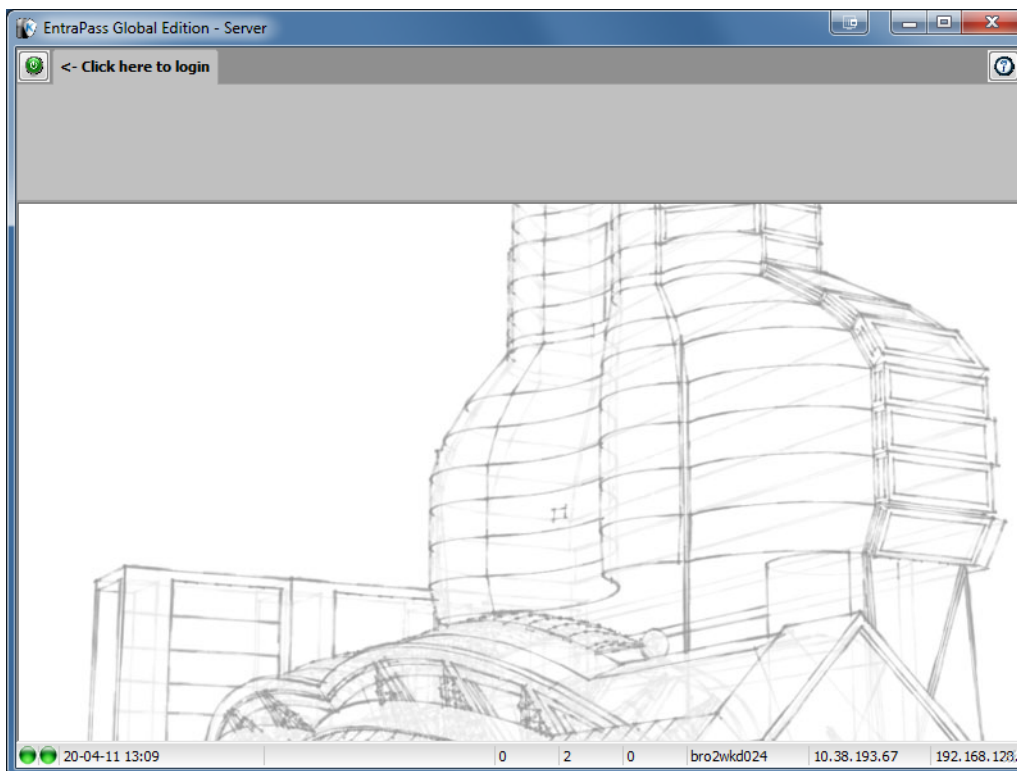 EntraPass Global Edition - Server
<- Click here to login
20-04-11 13:09 0 2 0 bro2wkd024 10.38.193.67